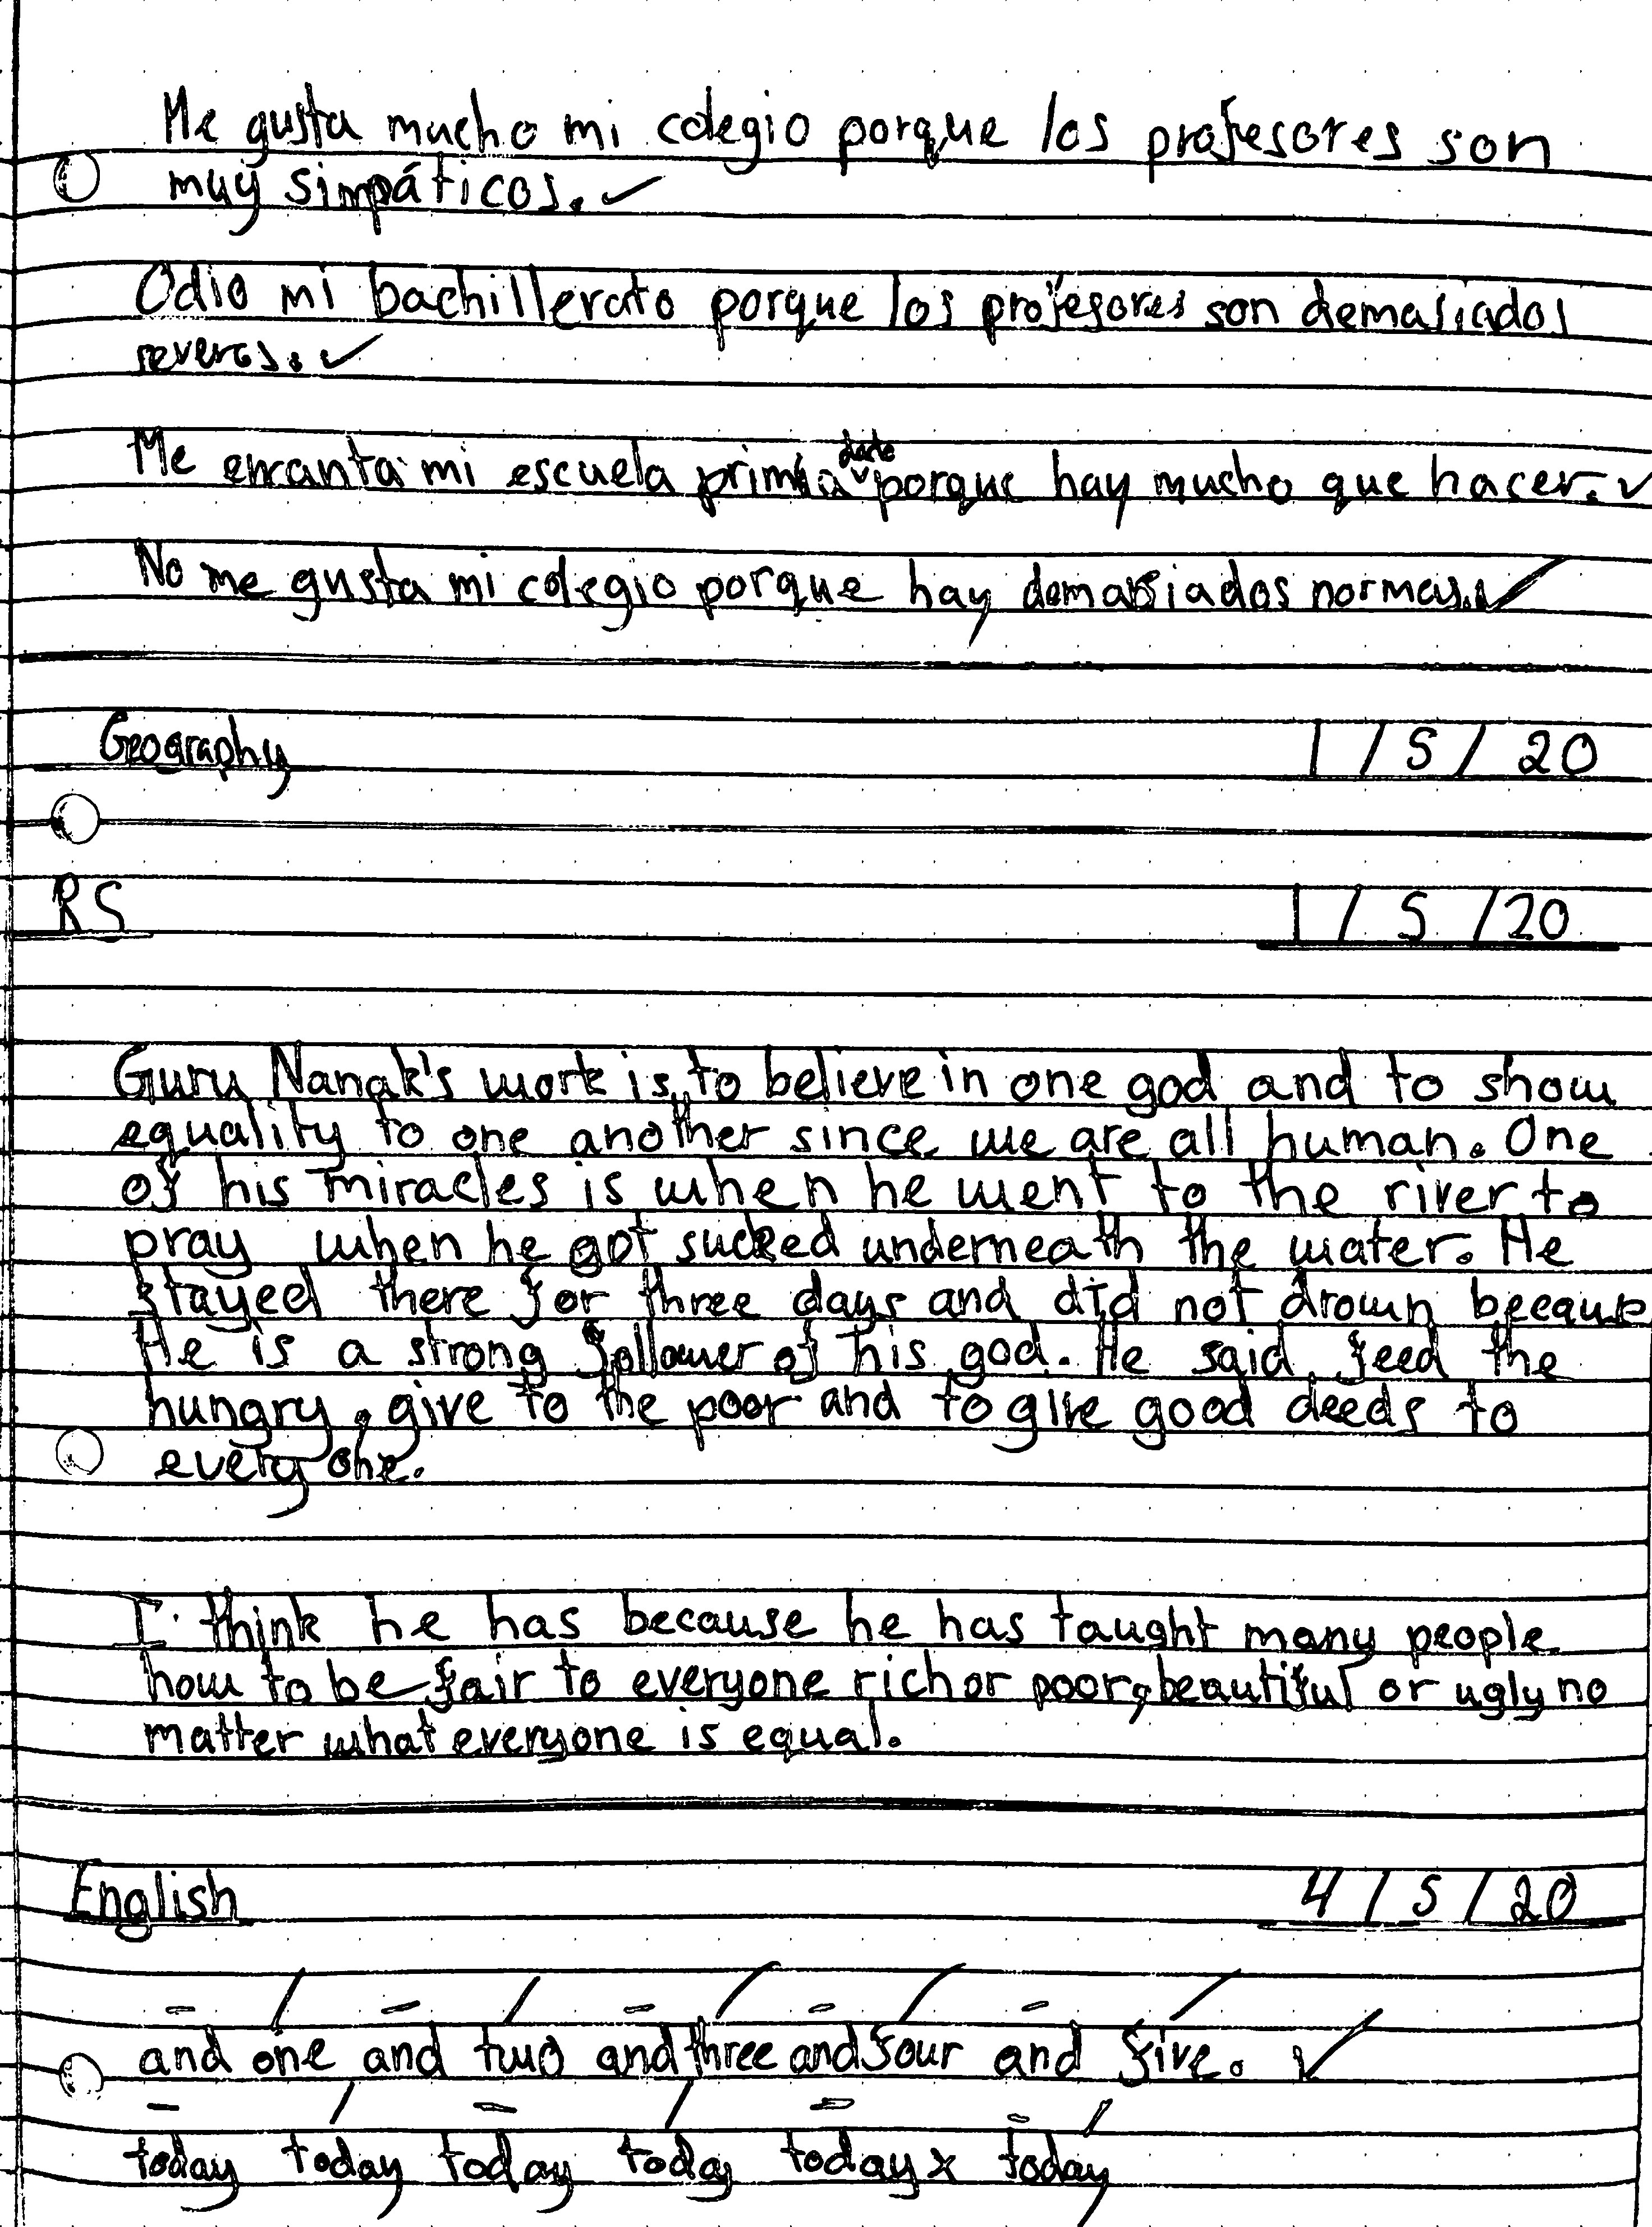 Me gusta mucho mi colegio porque los profesores son
muy simpáticos. ✓
Odio mi bachillerato porque los profesores son demasiados
severos. ✓
Me encanta mi escuela porque hay mucho que hacer. ✓
No me gusta mi colegio porque hay demasiados normas. ✓
Geography 1/5/20
RS 1/5/20
Guru Nanak's work is to believe in one god and to show
equality to one another since we are all human. One
of his miracles is when he went to the river to
pray when he got sucked underneath the water. He
stayed there for three days and did not drown
He is a strong follower of his god. He said feed the
hungry, give to the poor and to give good deeds to
everyone.
I think he has because he has taught many people
how to be fair to everyone rich or poor, beautiful or ugly no
matter what everyone is equal.
English 4/5/20
- / - / - / - / - /
and one and two and three and four and five. ✓
- / - / - - /
today today today today today x today